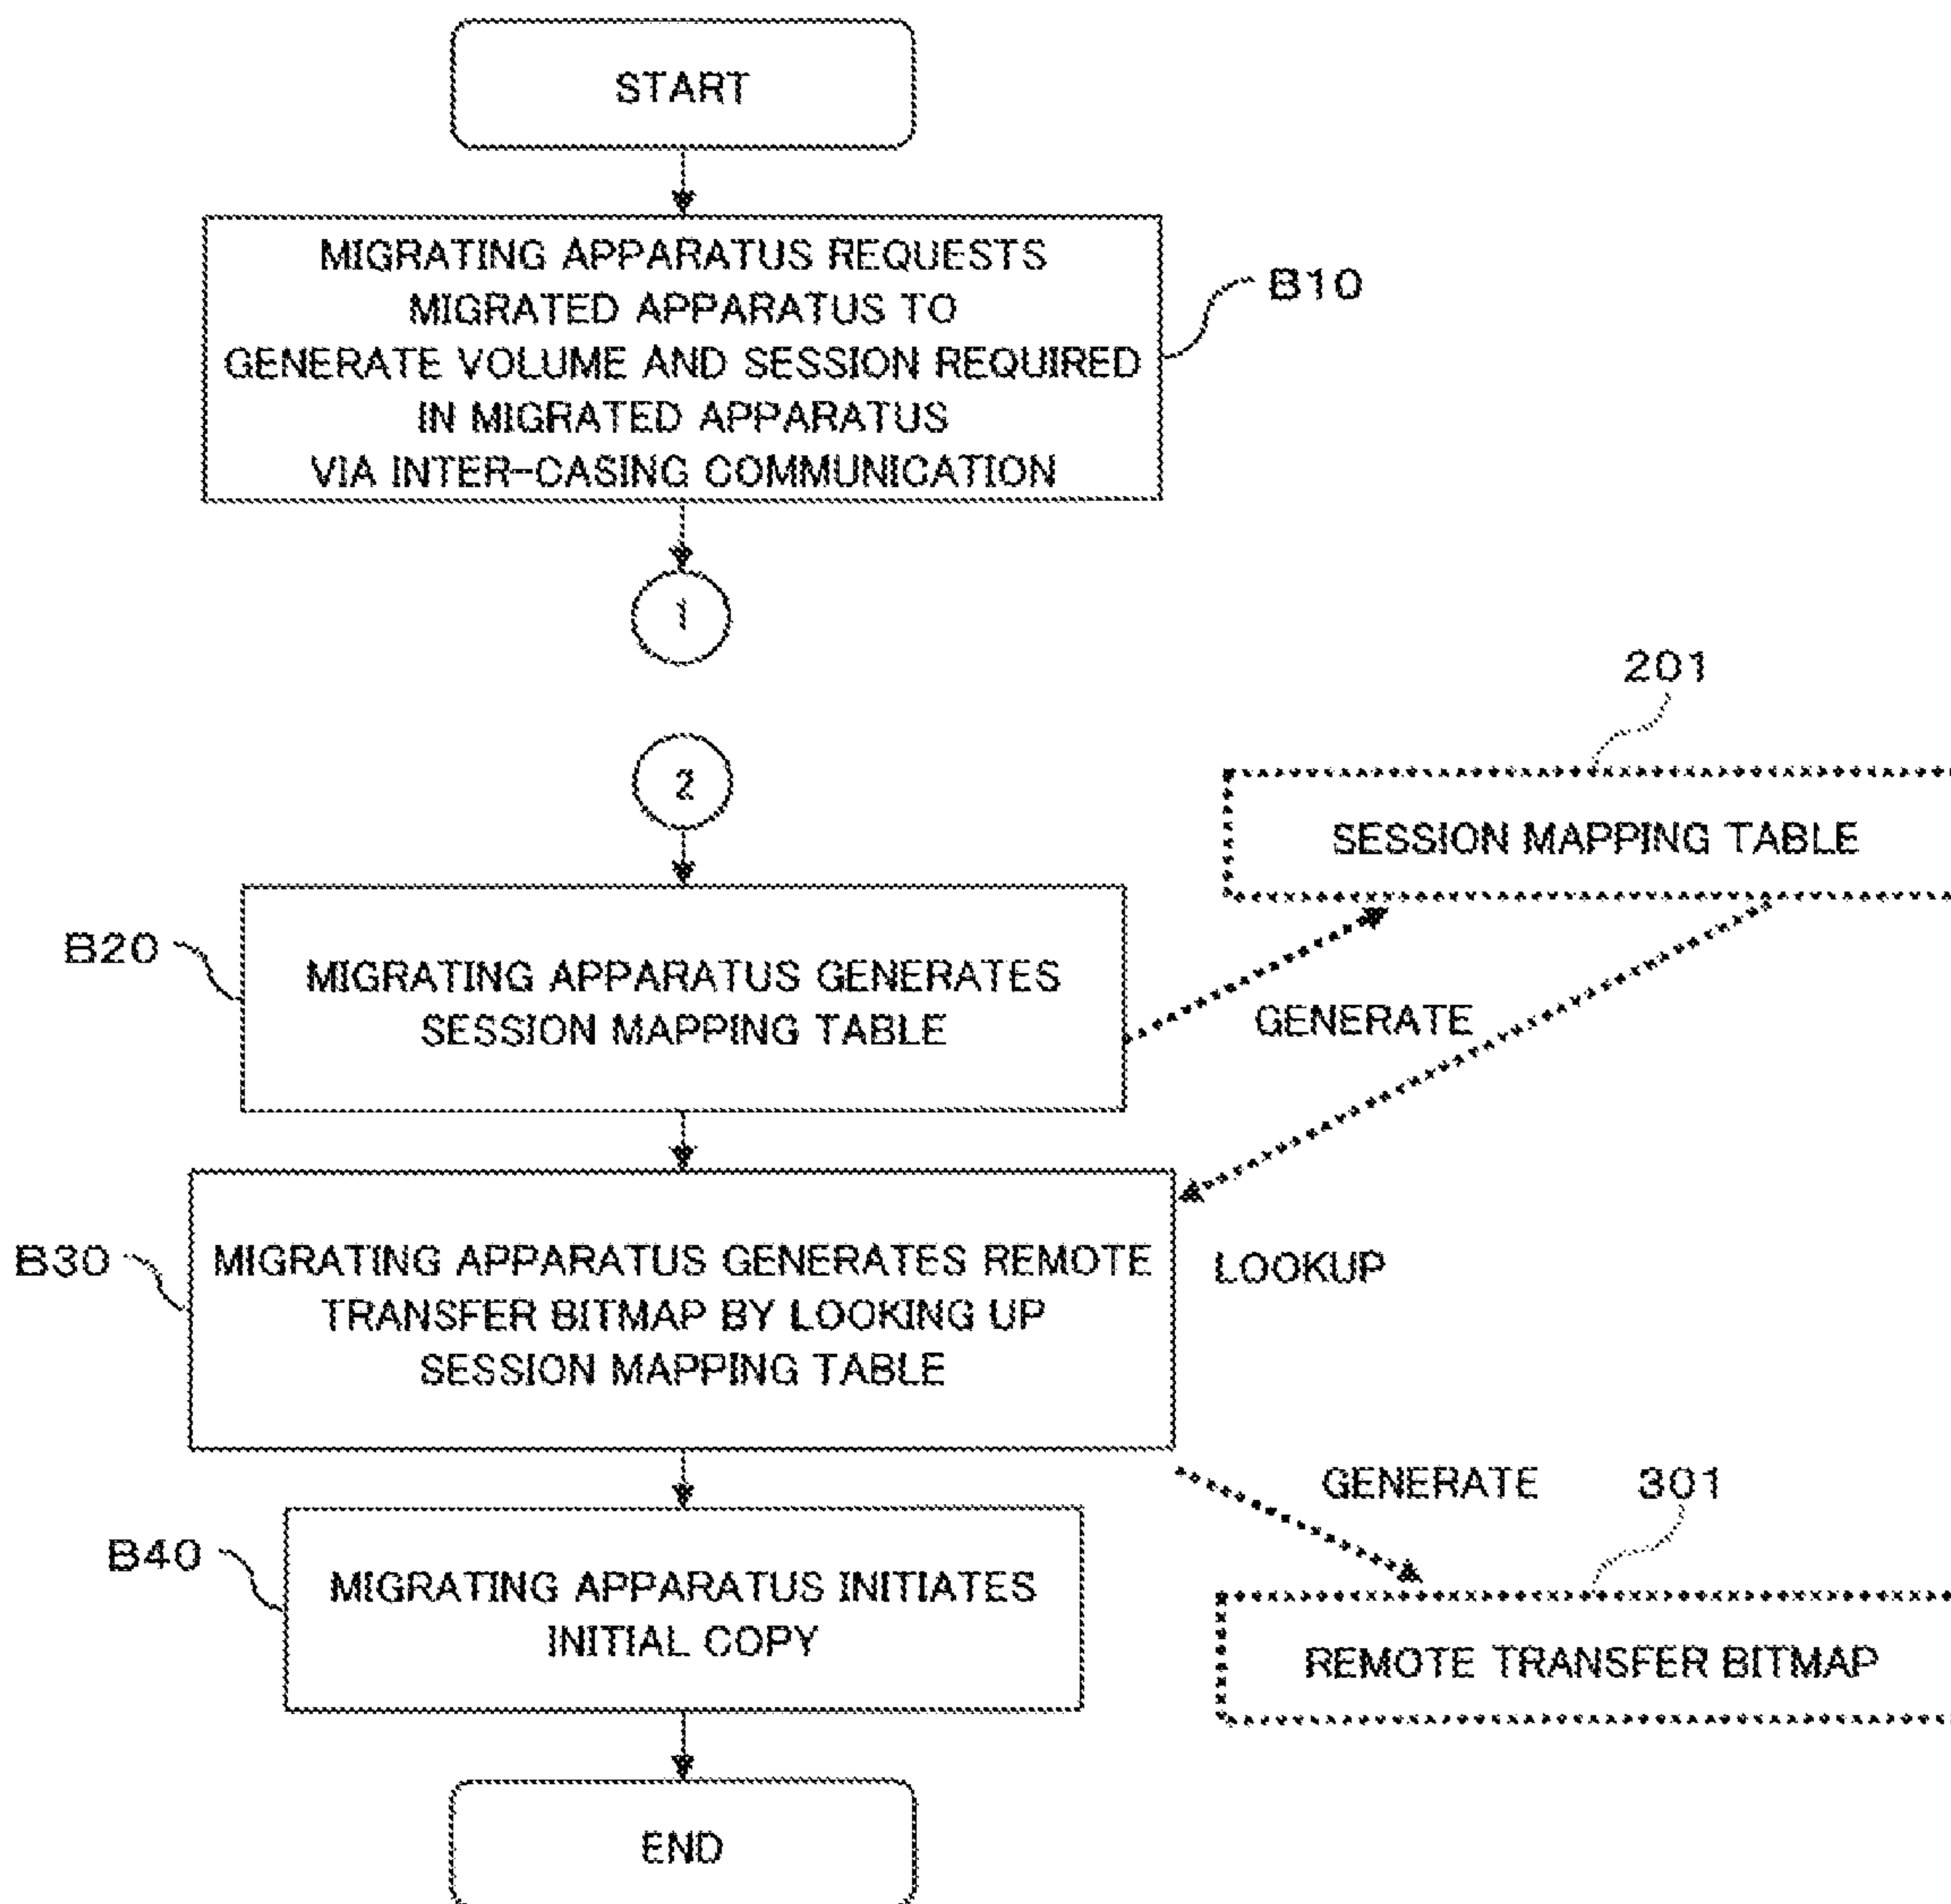 START
MIGRATING APPARATUS REQUESTS
MIGRATED APPARATUS TO
GENERATE VOLUME AND SESSION REQUIRED
IN MIGRATED APPARATUS
VIA INTER-CASING COMMUNICATION
B10
1
2
201
SESSION MAPPING TABLE
B20
MIGRATING APPARATUS GENERATES
SESSION MAPPING TABLE
GENERATE
B30
MIGRATING APPARATUS GENERATES REMOTE
TRANSFER BITMAP BY LOOKING UP
SESSION MAPPING TABLE
LOOKUP
GENERATE
301
B40
MIGRATING APPARATUS INITIATES
INITIAL COPY
REMOTE TRANSFER BITMAP
END